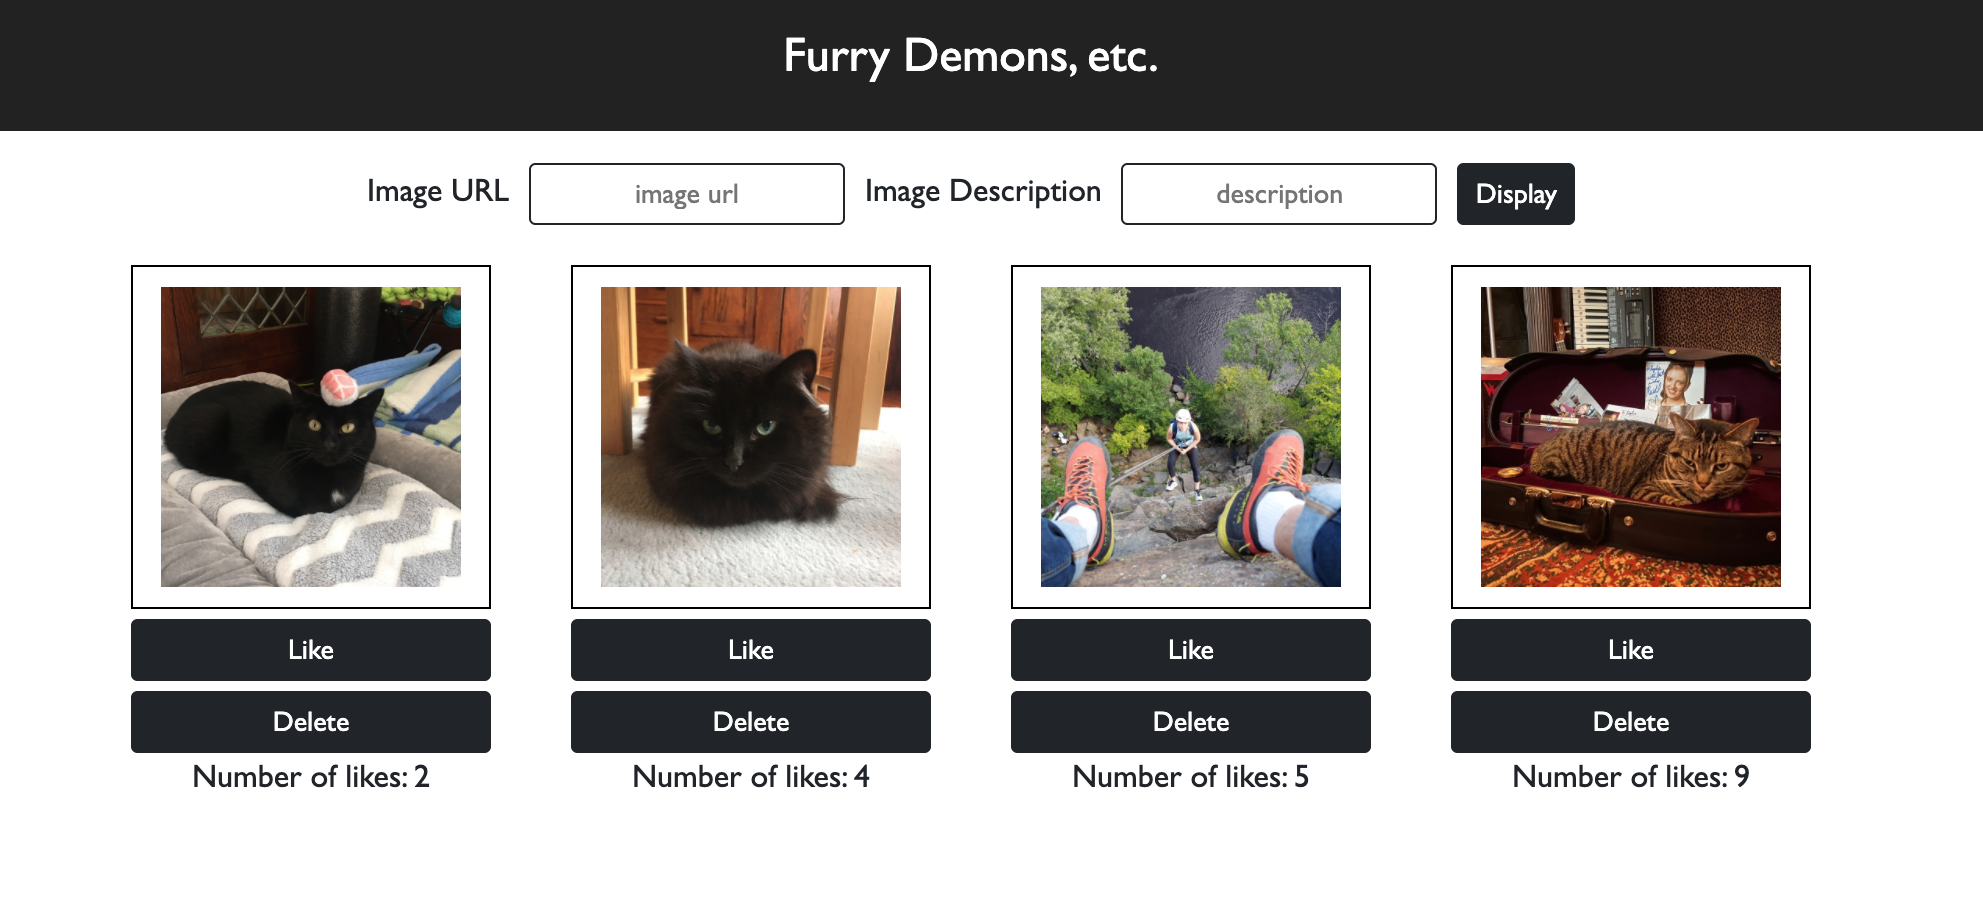 Furry Demons, etc.
Image URL image url Image Description description Display
Like Like Like Like
Delete Delete Delete Delete
Number of likes: 2 Number of likes: 4 Number of likes: 5 Number of likes: 9